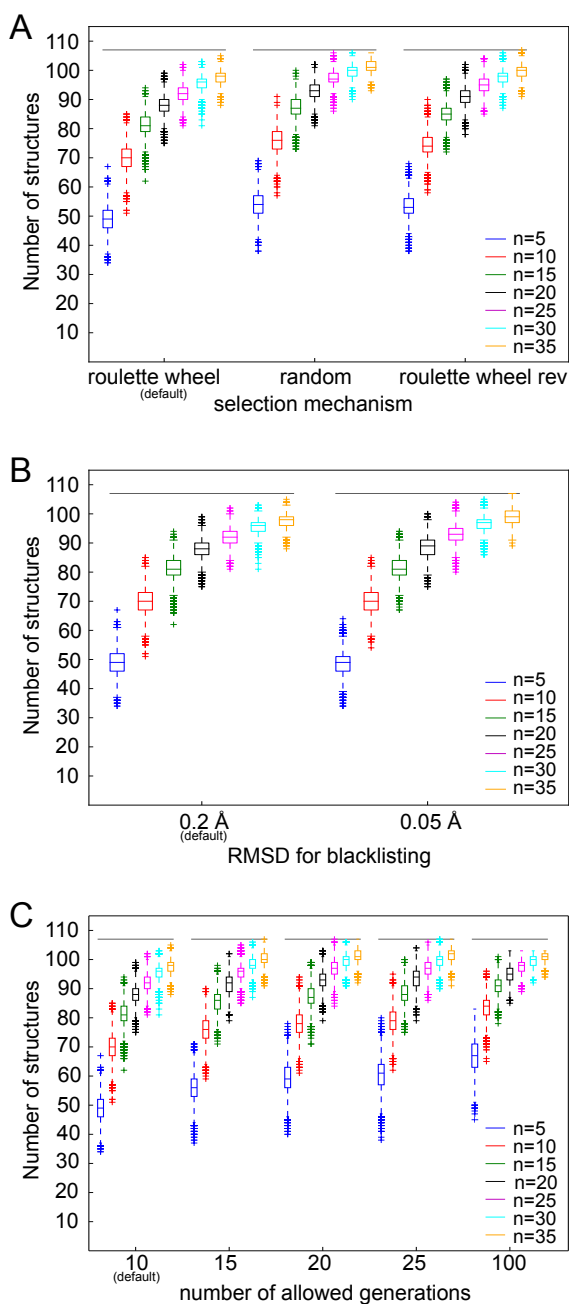 A
Number of structures
110
100
90
80
70
60
50
40
30
20
10
n=5
n=10
n=15
n=20
n=25
n=30
n=35
roulette wheel random roulette wheel rev
(default)
selection mechanism
B
Number of structures
110
100
90
80
70
60
50
40
30
20
10
n=5
n=10
n=15
n=20
n=25
n=30
n=35
0.2 Å 0.05 Å
(default)
RMSD for blacklisting
C
Number of structures
110
100
90
80
70
60
50
40
30
20
10
n=5
n=10
n=15
n=20
n=25
n=30
n=35
10 15 20 25 100
(default)
number of allowed generations